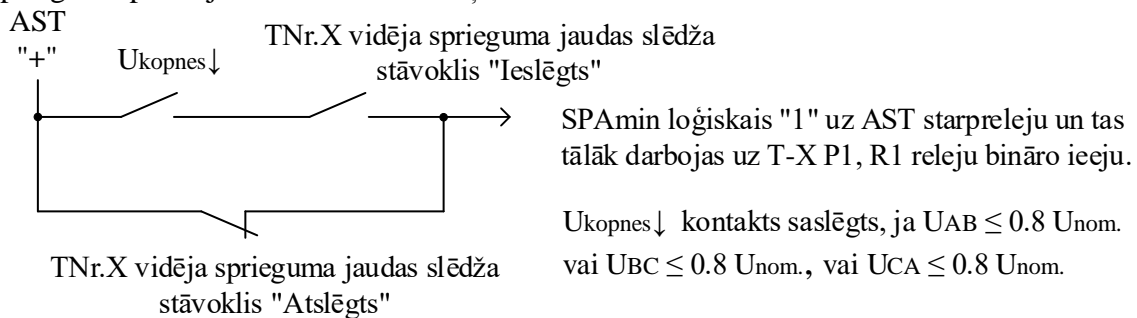 AST
"+"
Ukopnes↓
TNr.X vidēja sprieguma jaudas slēdža
stāvoklis "Ieslēgts"
SPAmin loģiskais "1" uz AST starpreleju un tas
tālāk darbojas uz T-X P1, R1 releju bināro ieeju.
Ukopnes↓ kontakts saslēgts, ja UAB ≤ 0.8 Unom.
vai UBC ≤ 0.8 Unom., vai UCA ≤ 0.8 Unom.
TNr.X vidēja sprieguma jaudas slēdža
stāvoklis "Atslēgts"